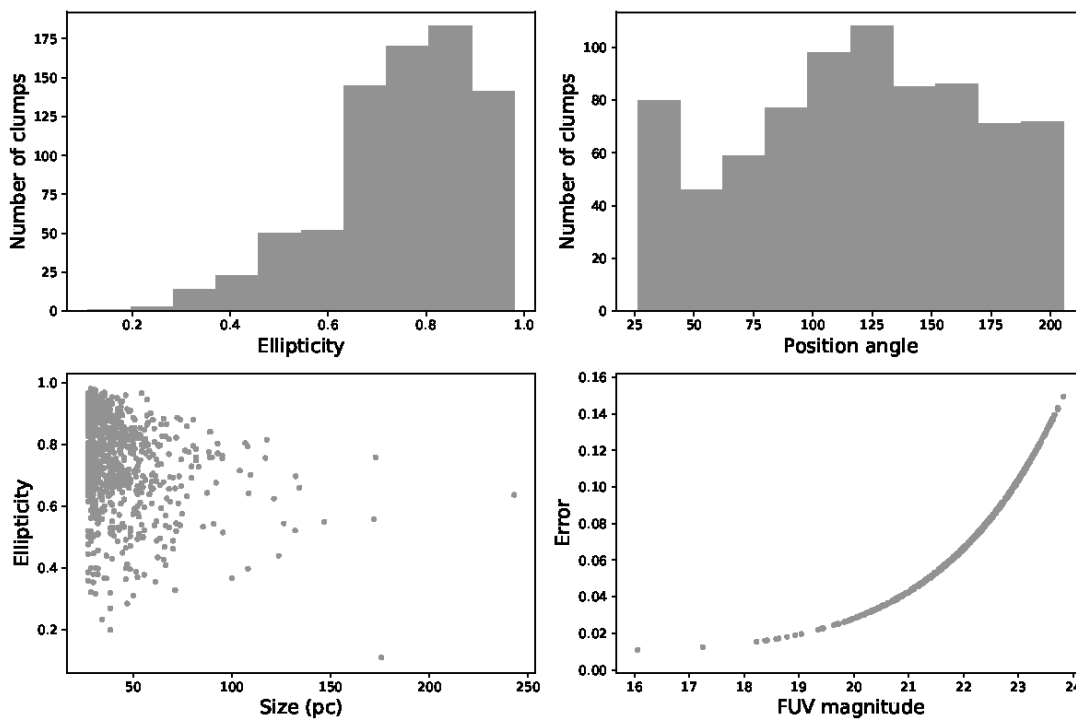 175
150
125
100
75
50
25
0
Number of clumps
0.2 0.4 0.6 0.8 1.0
Ellipticity
100
80
60
40
20
0
Number of clumps
25 50 75 100 125 150 175 200
Position angle
1.0
0.8
0.6
0.4
0.2
Ellipticity
50 100 150 200 250
Size (pc)
0.16
0.14
0.12
0.10
0.08
0.06
0.04
0.02
0.00
Error
16 17 18 19 20 21 22 23 24
FUV magnitude